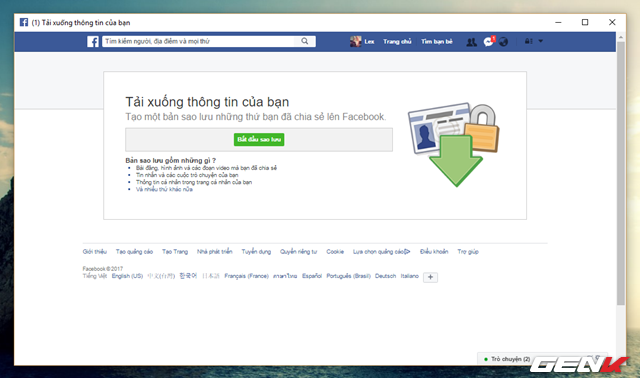 (1) Tải xuống thông tin của bạn
Tìm kiếm người, địa điểm và mọi thứ
Lex Trang chủ Tìm bạn bè
Tải xuống thông tin của bạn
Tạo một bản sao lưu những thứ bạn đã chia sẻ lên Facebook.
Bắt đầu sao lưu
Bản sao lưu gồm những gì ?
Bài đăng, hình ảnh và các đoạn video mà bạn đã chia sẻ
Tin nhắn và các cuộc trò chuyện của bạn
Thông tin cá nhân trong trang cá nhân của bạn
Và nhiều thứ khác nữa
Giới thiệu Tạo quảng cáo Tạo Trang Nhà phát triển Tuyển dụng Quyền riêng tư Cookie Lựa chọn quảng cáo Điều khoản Trợ giúp
Facebook © 2017
Tiếng Việt English (US) 中文(台灣) 한국어 日本語 Français (France) ภาษาไทย Español Português (Brasil) Deutsch Italiano +
Trò chuyện (2)
GENK